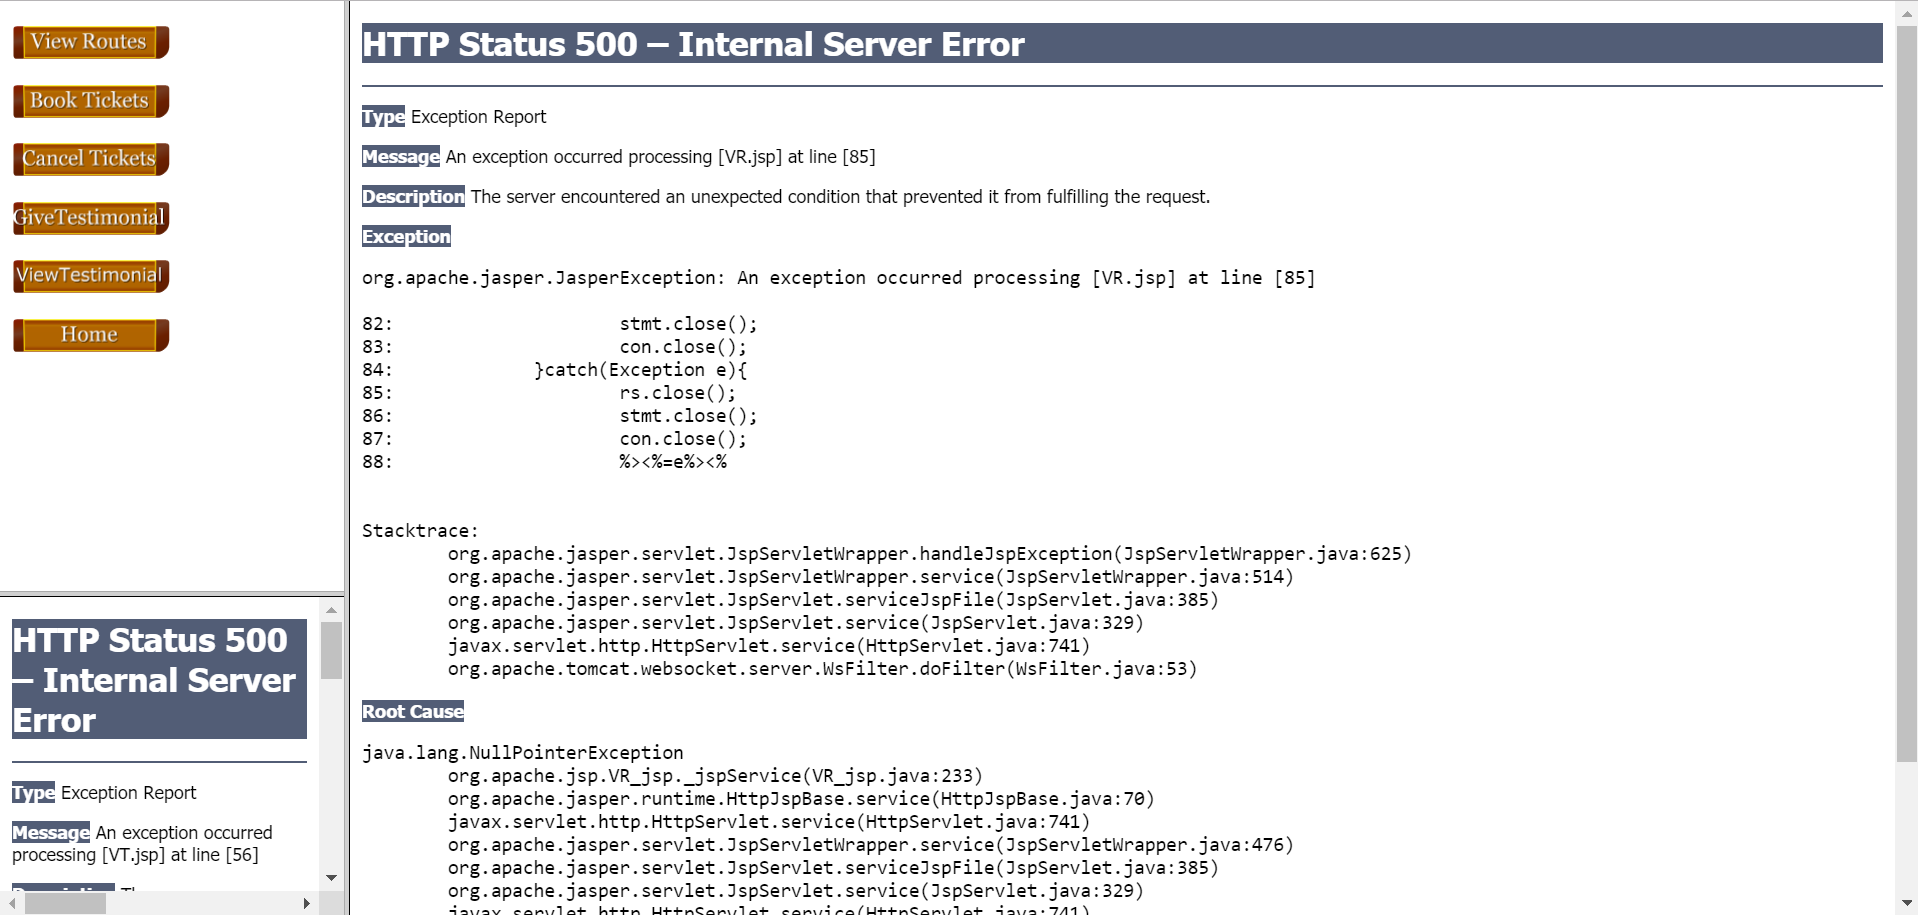 View Routes
Book Tickets
Cancel Tickets
GiveTestimonial
ViewTestimonial
Home
HTTP Status 500
– Internal Server
Error
Type Exception Report
Message An exception occurred
processing [VT.jsp] at line [56]
HTTP Status 500 – Internal Server Error
Type Exception Report
Message An exception occurred processing [VR.jsp] at line [85]
Description The server encountered an unexpected condition that prevented it from fulfilling the request.
Exception
org.apache.jasper.JasperException: An exception occurred processing [VR.jsp] at line [85]
82: stmt.close();
83: con.close();
84: }catch(Exception e){
85: rs.close();
86: stmt.close();
87: con.close();
88: %><%=e%><%
Stacktrace:
org.apache.jasper.servlet.JspServletWrapper.handleJspException(JspServletWrapper.java:625)
org.apache.jasper.servlet.JspServletWrapper.service(JspServletWrapper.java:514)
org.apache.jasper.servlet.JspServlet.serviceJspFile(JspServlet.java:385)
org.apache.jasper.servlet.JspServlet.service(JspServlet.java:329)
javax.servlet.http.HttpServlet.service(HttpServlet.java:741)
org.apache.tomcat.websocket.server.WsFilter.doFilter(WsFilter.java:53)
Root Cause
java.lang.NullPointerException
org.apache.jsp.VR_jsp._jspService(VR_jsp.java:233)
org.apache.jasper.runtime.HttpJspBase.service(HttpJspBase.java:70)
javax.servlet.http.HttpServlet.service(HttpServlet.java:741)
org.apache.jasper.servlet.JspServletWrapper.service(JspServletWrapper.java:476)
org.apache.jasper.servlet.JspServlet.serviceJspFile(JspServlet.java:385)
org.apache.jasper.servlet.JspServlet.service(JspServlet.java:329)
javax.servlet.http.HttpServlet.service(HttpServlet.java:741)